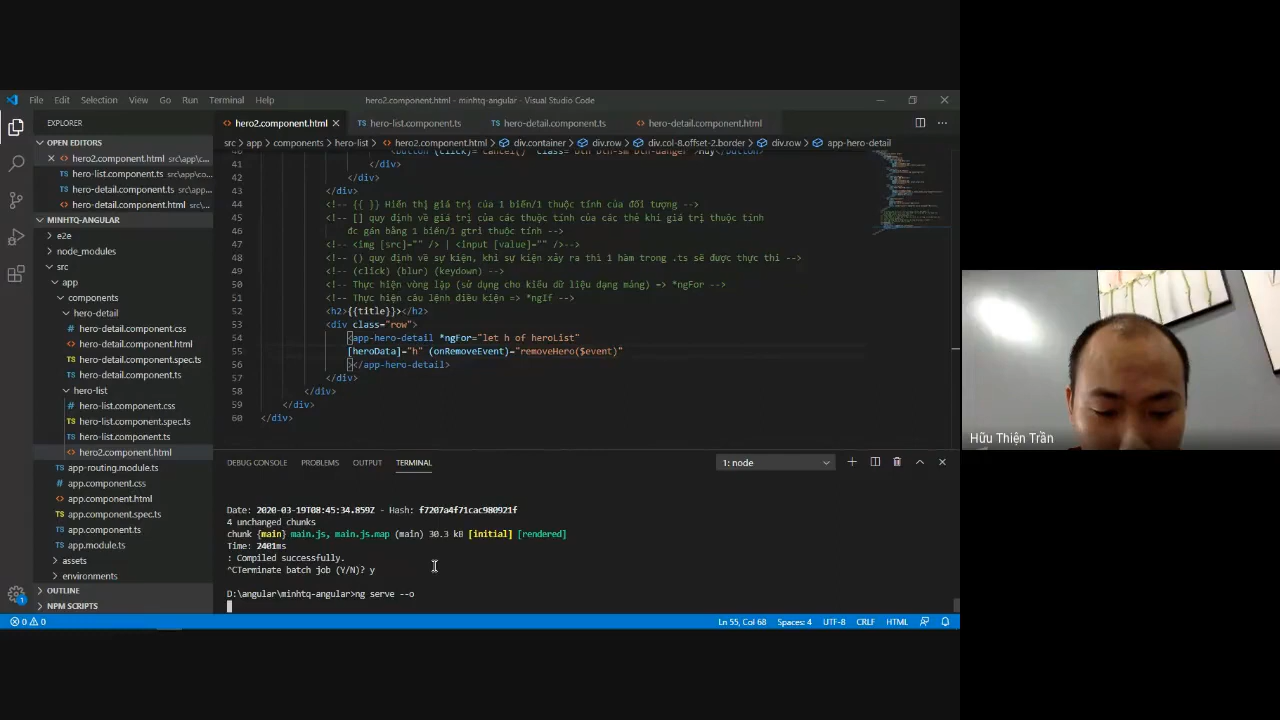 File Edit Selection View Go Run Terminal Help
hero2.component.html - minhtq-angular - Visual Studio Code
EXPLORER
OPEN EDITORS
hero2.component.html src\app\c...
hero-list.component.ts src\app\co...
hero-detail.component.ts src\app...
hero-detail.component.html src\a...
MINHTQ-ANGULAR
e2e
node_modules
src
app
components
hero-detail
hero-detail.component.css
hero-detail.component.html
hero-detail.component.spec.ts
hero-detail.component.ts
hero-list
hero-list.component.css
hero-list.component.spec.ts
hero-list.component.ts
hero2.component.html
app-routing.module.ts
app.component.css
app.component.html
app.component.spec.ts
app.component.ts
app.module.ts
assets
environments
OUTLINE
NPM SCRIPTS
hero2.component.html hero-list.component.ts hero-detail.component.ts hero-detail.component.html
src > app > components > hero-list > hero2.component.html > div.container > div.row > div.col-8.offset-2.border > div.row > app-hero-detail
41 </div>
42 </div>
43 </div>
44 <!-- {{ }} Hiển thị giá trị của 1 biến/1 thuộc tính của đối tượng -->
45 <!-- [] quy định về giá trị của các thuộc tính của các thẻ khi giá trị thuộc tính
46 đc gán bằng 1 biến/1 gtri thuộc tính -->
47 <!-- <img [src]="" /> | <input [value]="" />-->
48 <!-- () quy định về sự kiện, khi sự kiện xảy ra thì 1 hàm trong .ts sẽ được thực thi -->
49 <!-- (click) (blur) (keydown) -->
50 <!-- Thực hiện vòng lặp (sử dụng cho kiểu dữ liệu dạng mảng) => *ngFor -->
51 <!-- Thực hiện câu lệnh điều kiện => *ngIf -->
52 <h2>{{title}}></h2>
53 <div class="row">
54 <app-hero-detail *ngFor="let h of heroList"
55 [heroData]="h" (onRemoveEvent)="removeHero($event)"
56 ></app-hero-detail>
57 </div>
58 </div>
59 </div>
60 </div>
DEBUG CONSOLE PROBLEMS OUTPUT TERMINAL
1: node
Date: 2020-03-19T08:45:34.859Z - Hash: f7207a4f71cac980921f
4 unchanged chunks
chunk {main} main.js, main.js.map (main) 30.3 kB [initial] [rendered]
Time: 2401ms
: Compiled successfully.
^CTerminate batch job (Y/N)? y
D:\angular\minhtq-angular>ng serve --o
0 0
Ln 55, Col 68 Spaces: 4 UTF-8 CRLF HTML
1
Hữu Thiện Trần